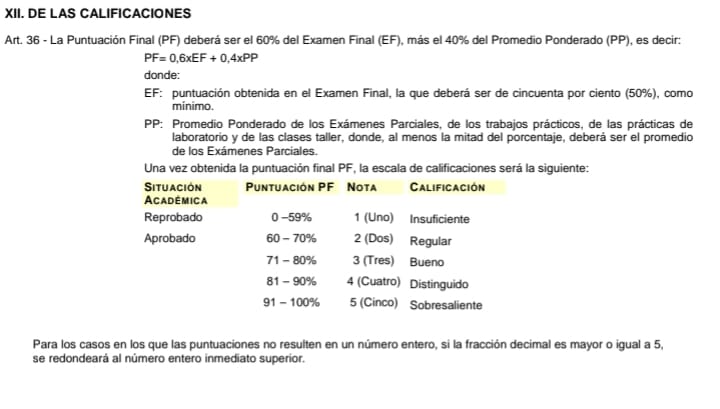 XII. DE LAS CALIFICACIONES
Art. 36 - La Puntuación Final (PF) deberá ser el 60% del Examen Final (EF), más el 40% del Promedio Ponderado (PP), es decir:
PF= 0,6xEF + 0,4xPP
donde:
EF: puntuación obtenida en el Examen Final, la que deberá ser de cincuenta por ciento (50%), como
mínimo.
PP: Promedio Ponderado de los Exámenes Parciales, de los trabajos prácticos, de las prácticas de
laboratorio y de las clases taller, donde, al menos la mitad del porcentaje, deberá ser el promedio
de los Exámenes Parciales.
Una vez obtenida la puntuación final PF, la escala de calificaciones será la siguiente:
SITUACIÓN PUNTUACIÓN PF NOTA CALIFICACIÓN
ACADÉMICA
Reprobado 0 –59% 1 (Uno) Insuficiente
Aprobado 60 – 70% 2 (Dos) Regular
71 – 80% 3 (Tres) Bueno
81 – 90% 4 (Cuatro) Distinguido
91 – 100% 5 (Cinco) Sobresaliente
Para los casos en los que las puntuaciones no resulten en un número entero, si la fracción decimal es mayor o igual a 5,
se redondeará al número entero inmediato superior.